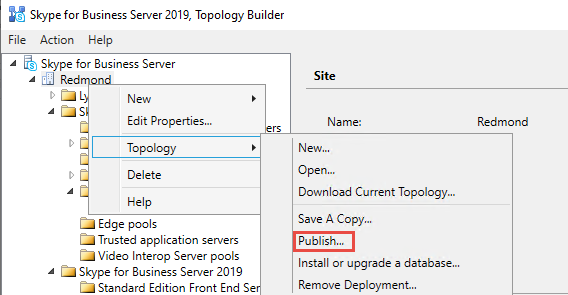 Skype for Business Server 2019, Topology Builder
File Action Help
Skype for Business Server
Redmond
Ly
Sk
ers
Edge pools
Trusted application servers
Video Interop Server pools
Skype for Business Server 2019
Standard Edition Front End Ser
New
Edit Properties...
Topology
Delete
Help
New...
Open...
Download Current Topology...
Save A Copy...
Publish...
Install or upgrade a database...
Remove Deployment...
Site
Name: Redmond